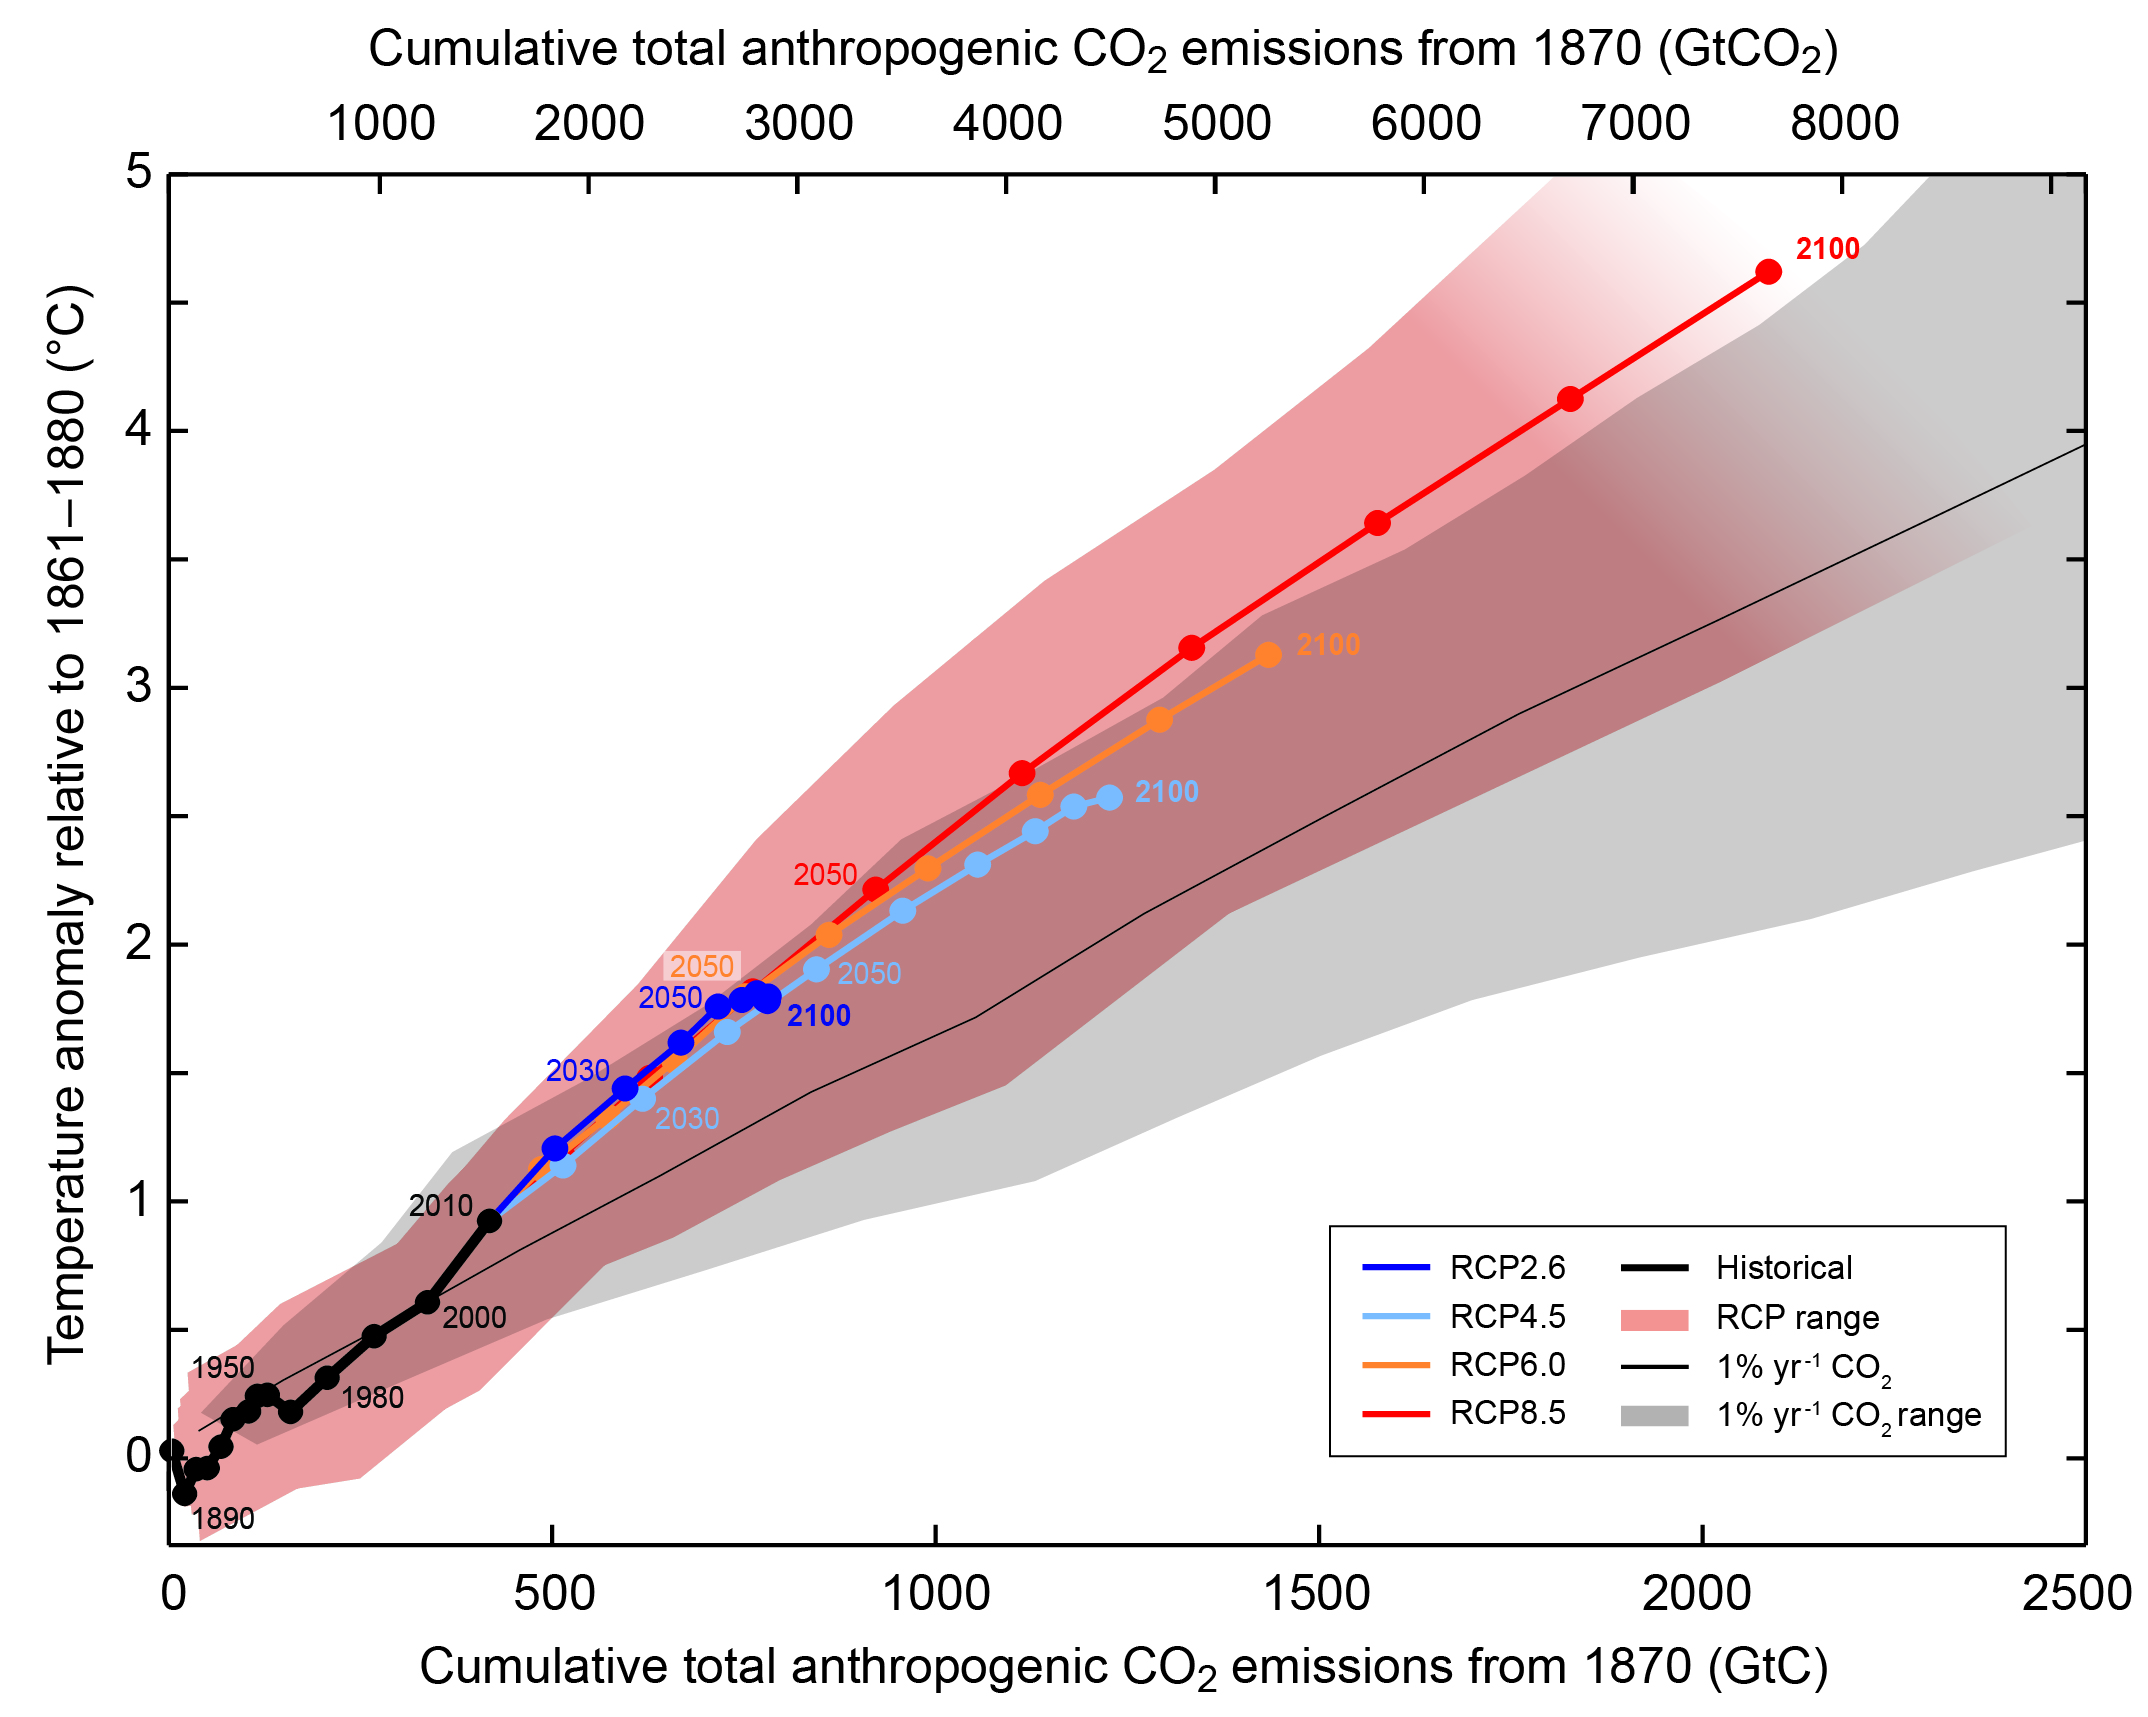 Cumulative total anthropogenic CO2 emissions from 1870 (GtCO2)
1000 2000 3000 4000 5000 6000 7000 8000
Temperature anomaly relative to 1861–1880 (°C)
5
4
3
2
1
0
2100
2100
2100
2050
2050
2050
2050
2100
2030
2030
2010
2000
1950
1980
1890
RCP2.6
RCP4.5
RCP6.0
RCP8.5
Historical
RCP range
1% yr-1 CO2
1% yr-1 CO2 range
0 500 1000 1500 2000 2500
Cumulative total anthropogenic CO2 emissions from 1870 (GtC)